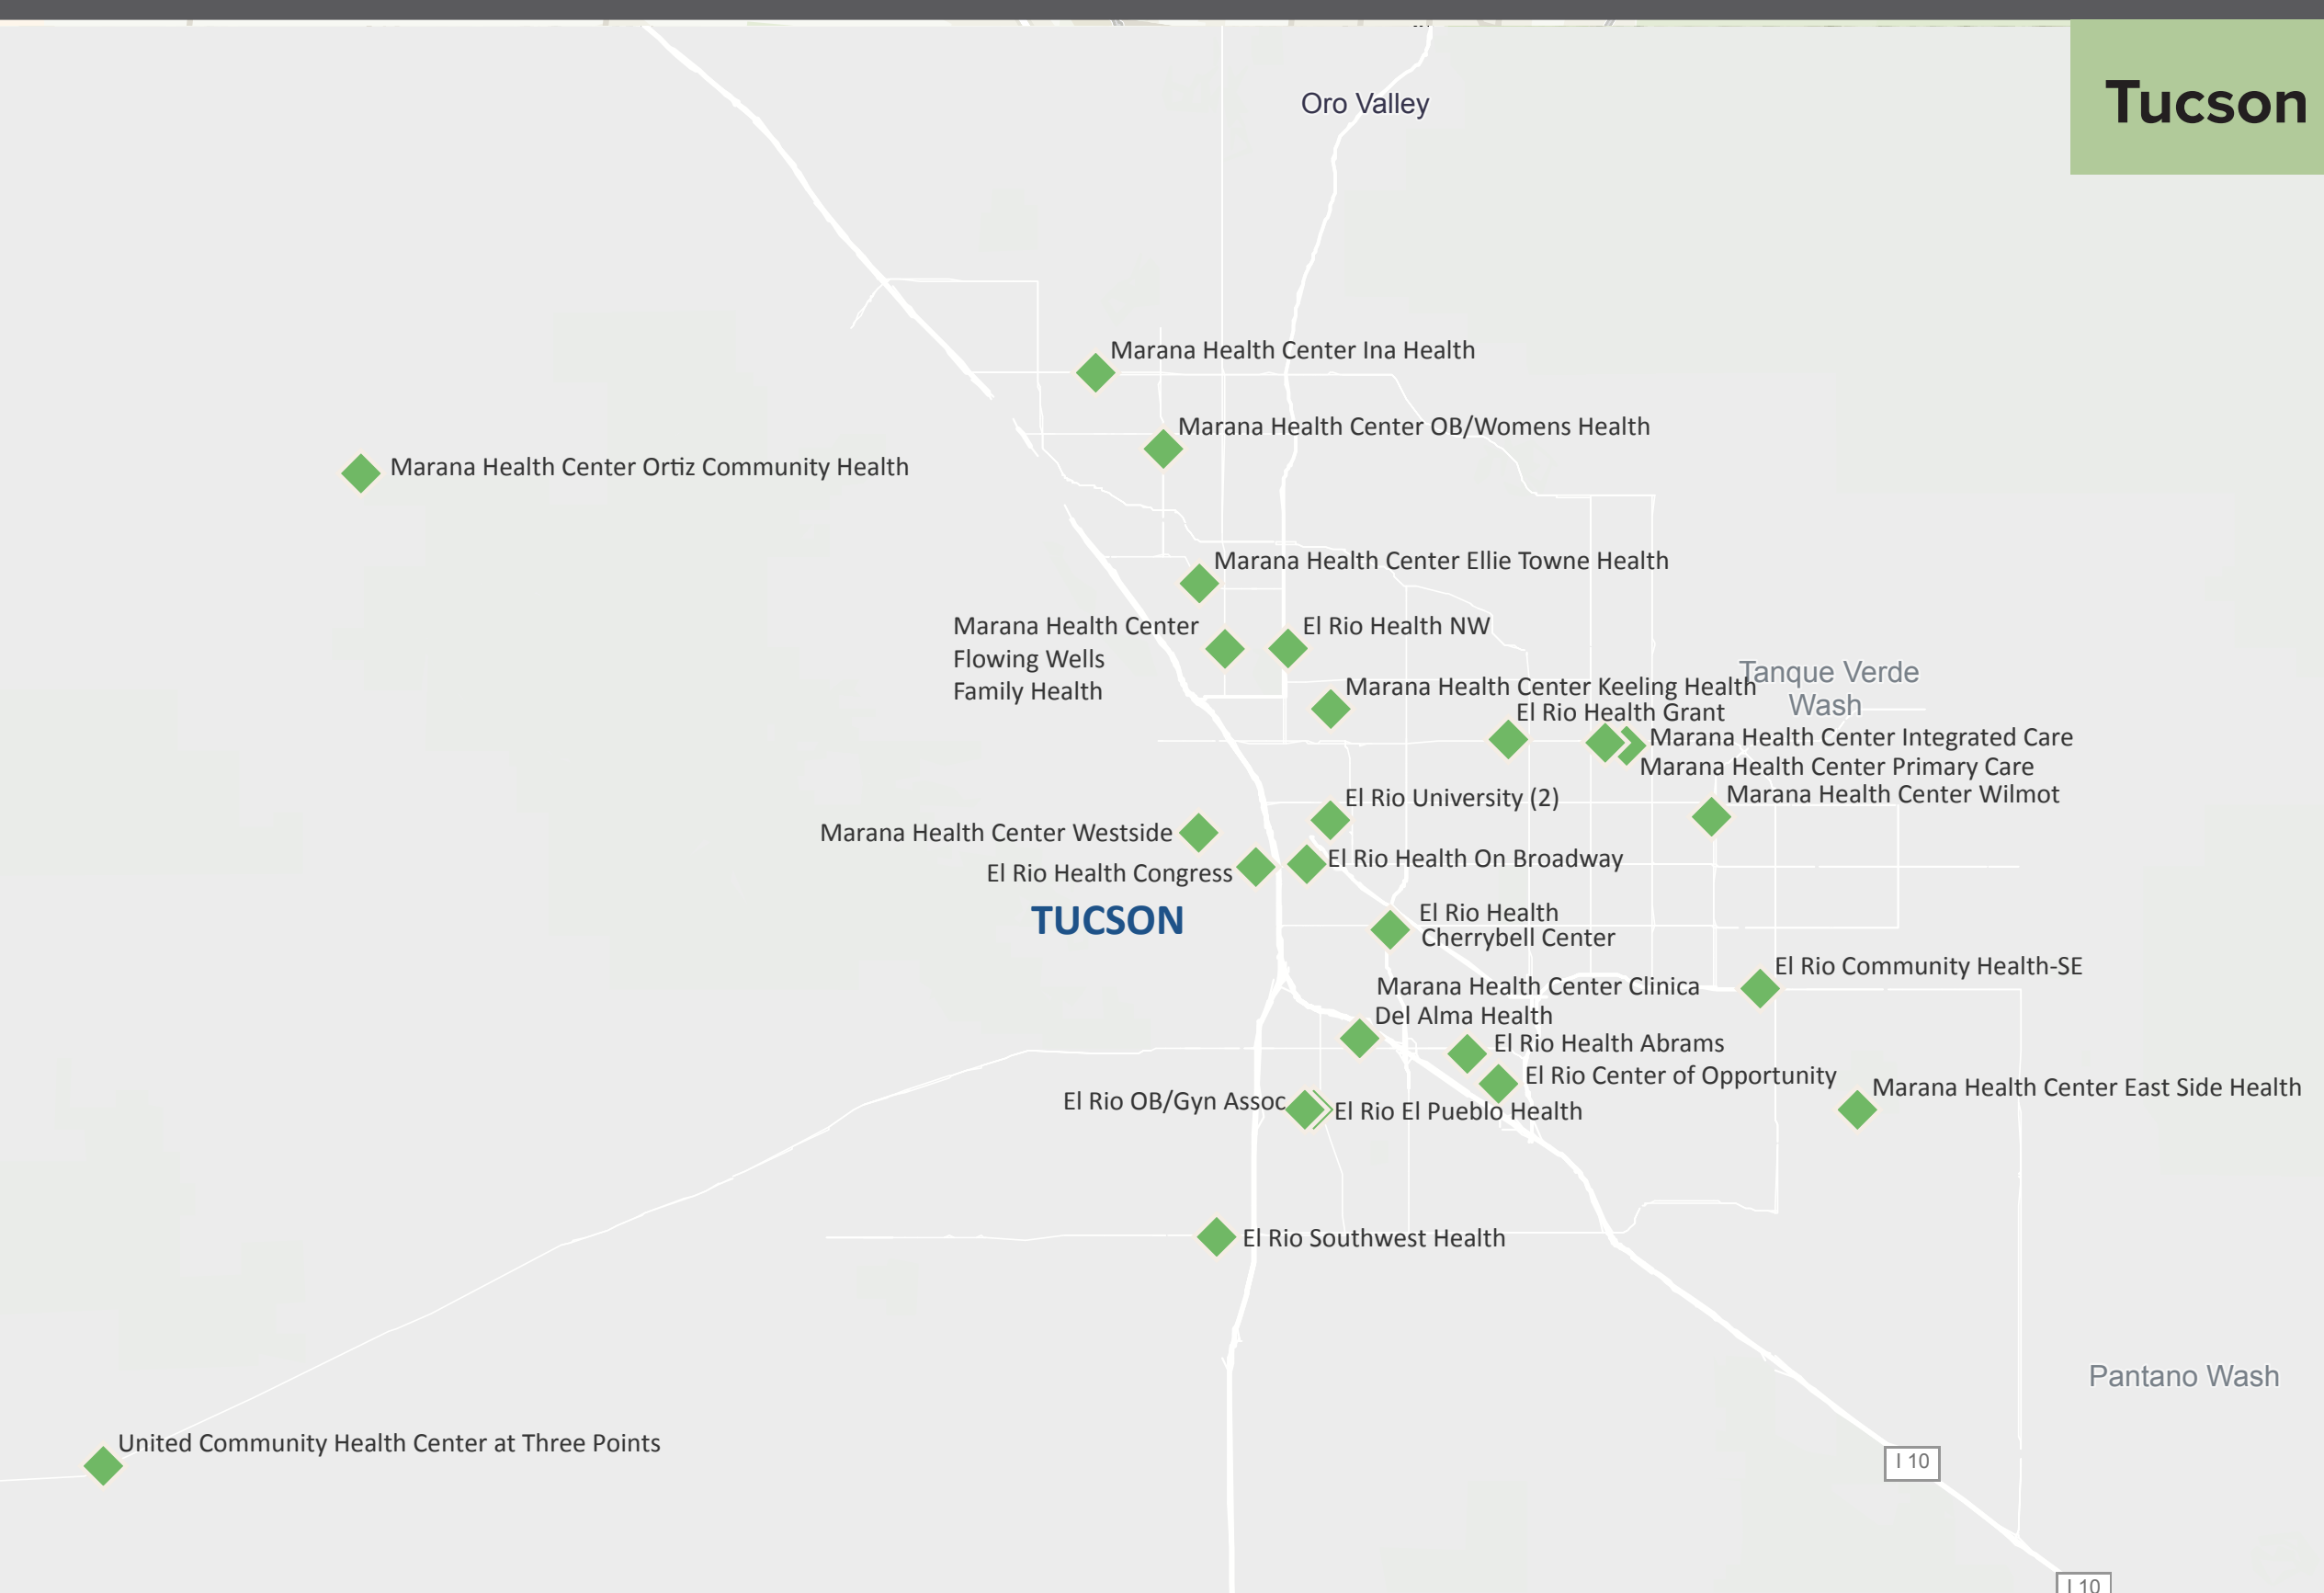 Tucson
Oro Valley
Marana Health Center Ina Health
Marana Health Center OB/Womens Health
Marana Health Center Ortiz Community Health
Marana Health Center Ellie Towne Health
Marana Health Center
Flowing Wells
Family Health
El Rio Health NW
Tanque Verde
Wash
Marana Health Center Keeling Health
El Rio Health Grant
Marana Health Center Integrated Care
Marana Health Center Primary Care
Marana Health Center Wilmot
El Rio University (2)
Marana Health Center Westside
El Rio Health On Broadway
El Rio Health Congress
TUCSON
El Rio Health
Cherrybell Center
El Rio Community Health-SE
Marana Health Center Clinica
Del Alma Health
El Rio Health Abrams
El Rio Center of Opportunity
Marana Health Center East Side Health
El Rio OB/Gyn Assoc
El Rio El Pueblo Health
El Rio Southwest Health
Pantano Wash
United Community Health Center at Three Points
I 10
I 10